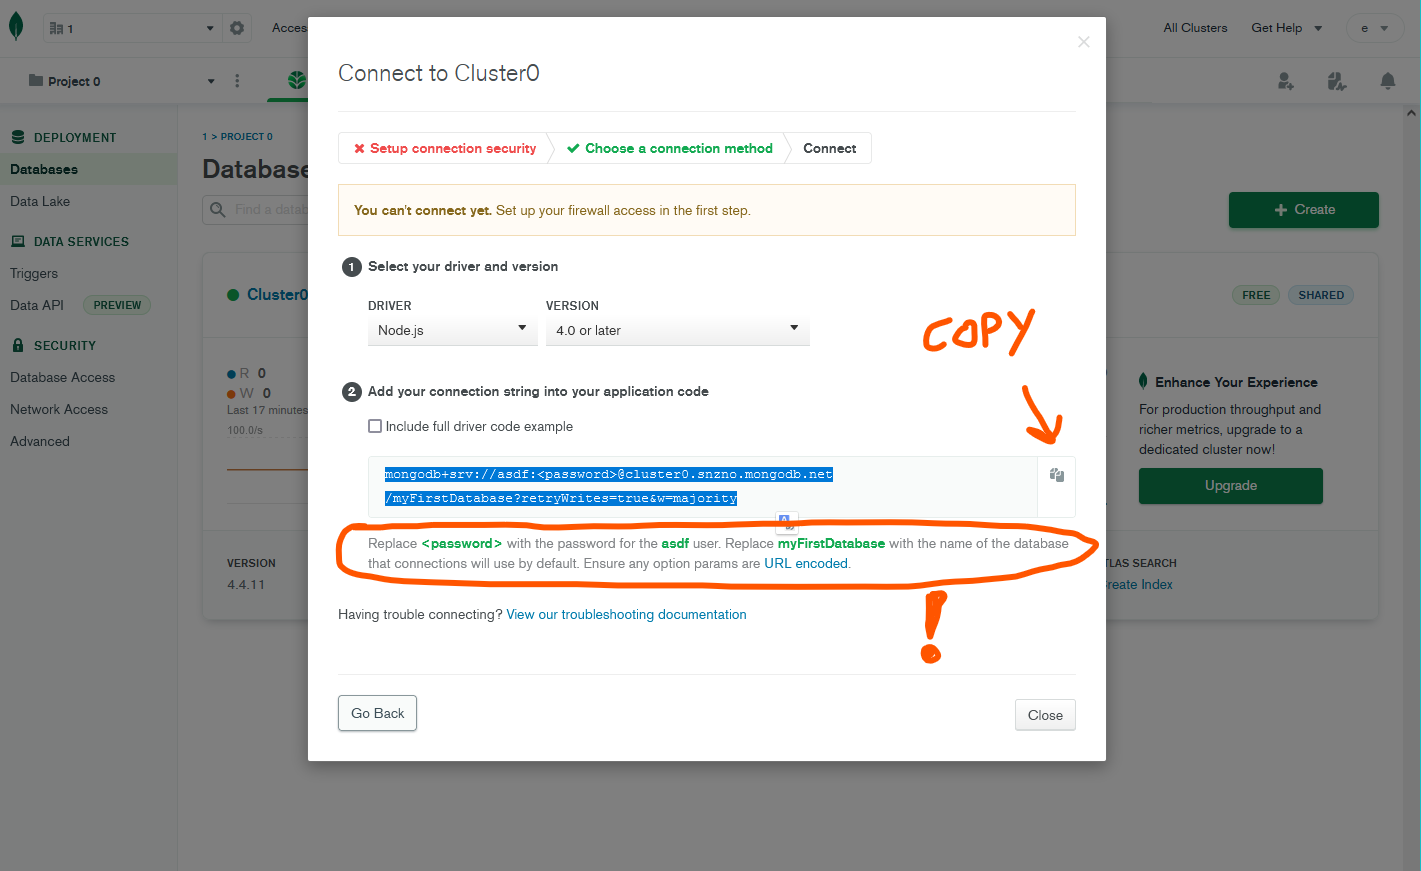 1
Acces
All Clusters
Get Help
e
Project 0
DEPLOYMENT
Databases
Data Lake
DATA SERVICES
Triggers
Data API PREVIEW
SECURITY
Database Access
Network Access
Advanced
1 > PROJECT 0
Database
Find a datab
+ Create
Cluster0
FREE SHARED
R 0
W 0
Last 17 minutes
100.0/s
Enhance Your Experience
For production throughput and
richer metrics, upgrade to a
dedicated cluster now!
Upgrade
VERSION
4.4.11
TLAS SEARCH
reate Index
Connect to Cluster0
Setup connection security
Choose a connection method
Connect
You can't connect yet. Set up your firewall access in the first step.
1 Select your driver and version
DRIVER VERSION
Node.js 4.0 or later
COPY
2 Add your connection string into your application code
Include full driver code example
mongodb+srv://asdf:<password>@cluster0.snzno.mongodb.net
/myFirstDatabase?retryWrites=true&w=majority
Replace <password> with the password for the asdf user. Replace myFirstDatabase with the name of the database
that connections will use by default. Ensure any option params are URL encoded.
!
Having trouble connecting? View our troubleshooting documentation
Go Back
Close